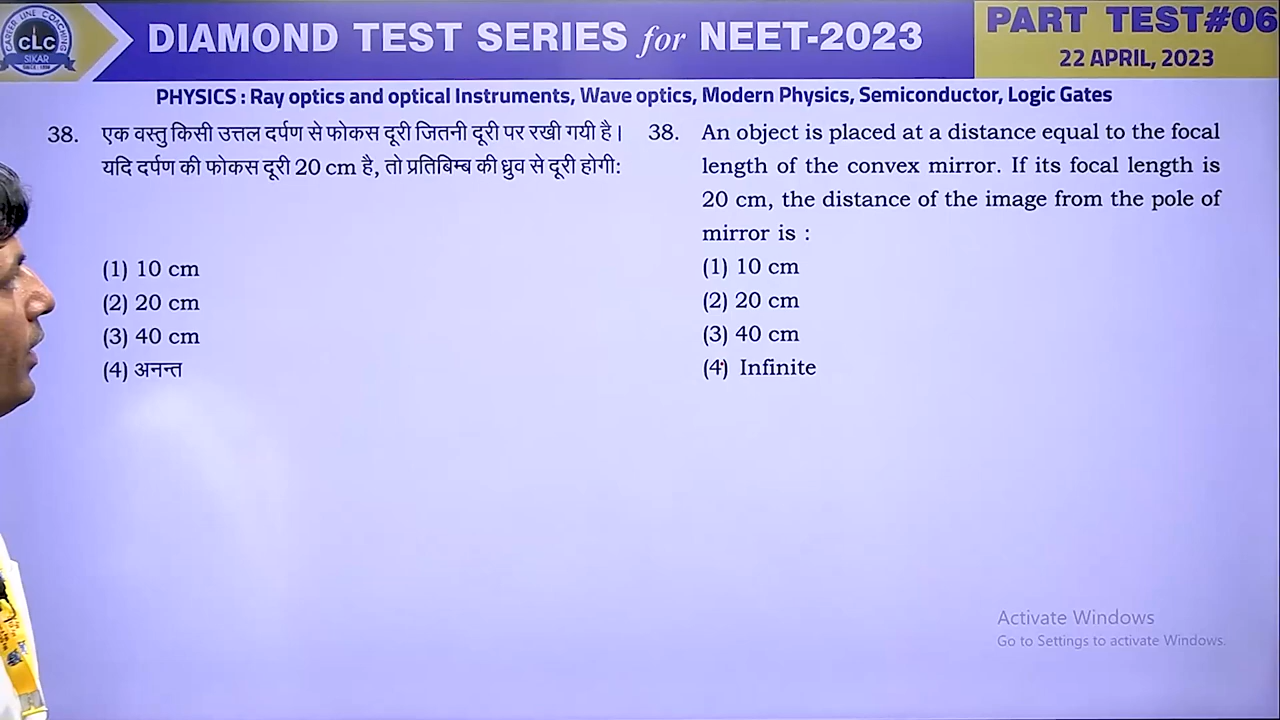 CAREER LINE COACHING
CLC
SIKAR
DIAMOND TEST SERIES for NEET-2023
PART TEST#06
22 APRIL, 2023
PHYSICS : Ray optics and optical Instruments, Wave optics, Modern Physics, Semiconductor, Logic Gates
38. एक वस्तु किसी उत्तल दर्पण से फोकस दूरी जितनी दूरी पर रखी गयी है।
यदि दर्पण की फोकस दूरी 20 cm है, तो प्रतिबिम्ब की ध्रुव से दूरी होगी:
(1) 10 cm
(2) 20 cm
(3) 40 cm
(4) अनन्त
38. An object is placed at a distance equal to the focal
length of the convex mirror. If its focal length is
20 cm, the distance of the image from the pole of
mirror is :
(1) 10 cm
(2) 20 cm
(3) 40 cm
(4) Infinite
Activate Windows
Go to Settings to activate Windows.